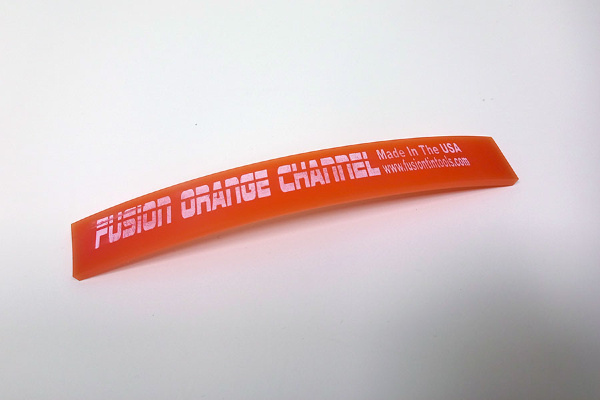 FUSION ORANGE CHANNEL
Made In The USA
www.fusiontintools.com